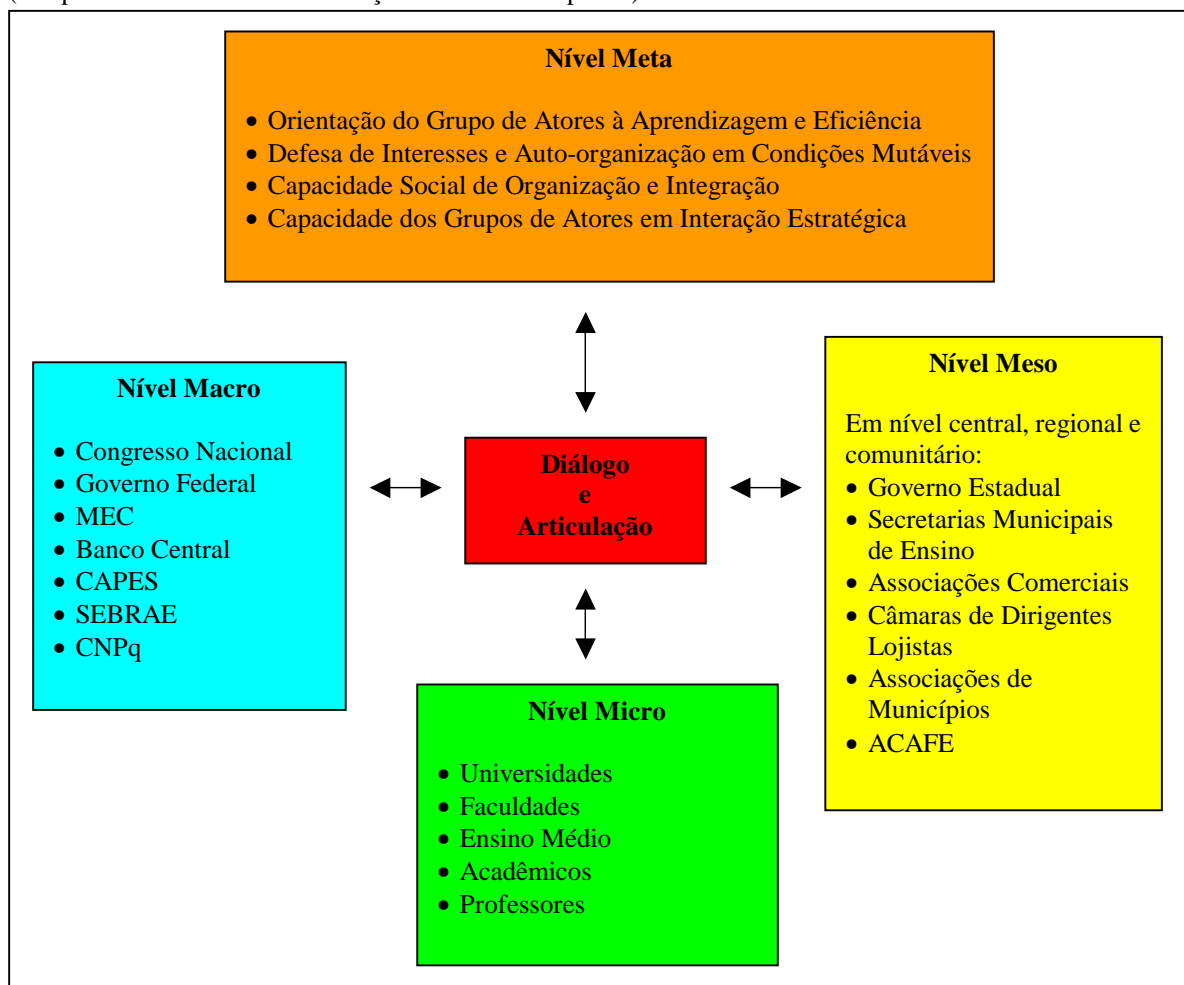 Nível Meta
• Orientação do Grupo de Atores à Aprendizagem e Eficiência
• Defesa de Interesses e Auto-organização em Condições Mutáveis
• Capacidade Social de Organização e Integração
• Capacidade dos Grupos de Atores em Interação Estratégica
Nível Macro
• Congresso Nacional
• Governo Federal
• MEC
• Banco Central
• CAPES
• SEBRAE
• CNPq
Diálogo
e
Articulação
Nível Meso
Em nível central, regional e
comunitário:
• Governo Estadual
• Secretarias Municipais
de Ensino
• Associações Comerciais
• Câmaras de Dirigentes
Lojistas
• Associações de
Municípios
• ACAFE
Nível Micro
• Universidades
• Faculdades
• Ensino Médio
• Acadêmicos
• Professores